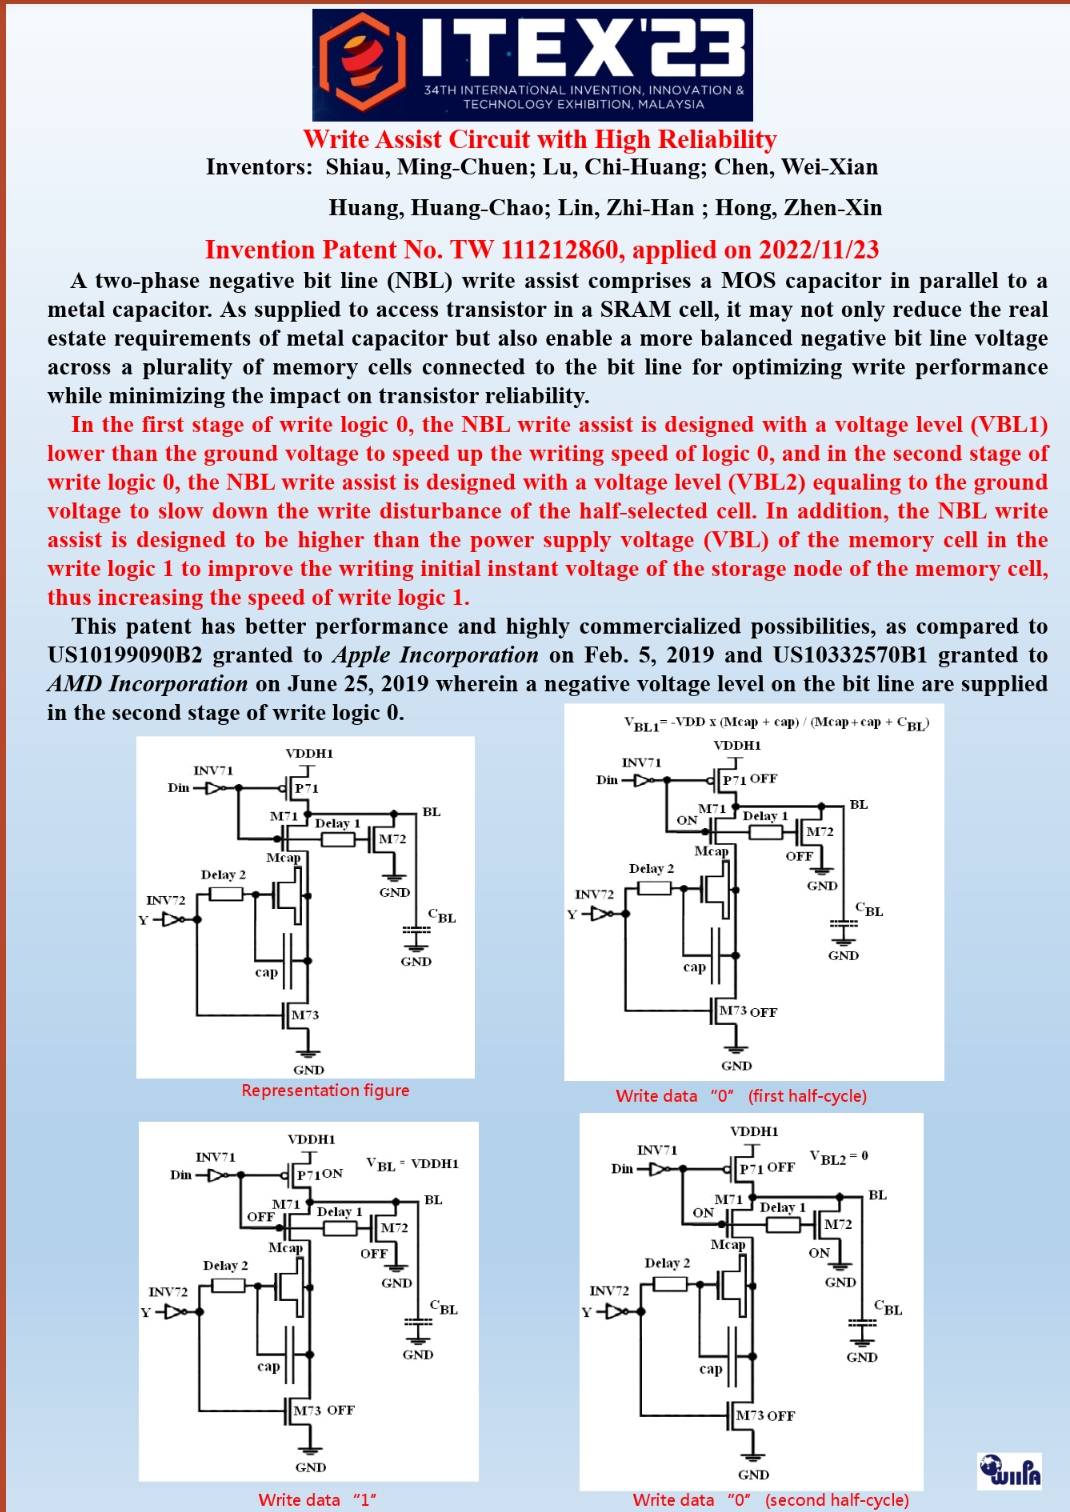 ITEX'23
34TH INTERNATIONAL INVENTION, INNOVATION &
TECHNOLOGY EXHIBITION, MALAYSIA
Write Assist Circuit with High Reliability
Inventors: Shiau, Ming-Chuen; Lu, Chi-Huang; Chen, Wei-Xian
Huang, Huang-Chao; Lin, Zhi-Han ; Hong, Zhen-Xin
Invention Patent No. TW 111212860, applied on 2022/11/23
A two-phase negative bit line (NBL) write assist comprises a MOS capacitor in parallel to a
metal capacitor. As supplied to access transistor in a SRAM cell, it may not only reduce the real
estate requirements of metal capacitor but also enable a more balanced negative bit line voltage
across a plurality of memory cells connected to the bit line for optimizing write performance
while minimizing the impact on transistor reliability.
In the first stage of write logic 0, the NBL write assist is designed with a voltage level (VBL1)
lower than the ground voltage to speed up the writing speed of logic 0, and in the second stage of
write logic 0, the NBL write assist is designed with a voltage level (VBL2) equaling to the ground
voltage to slow down the write disturbance of the half-selected cell. In addition, the NBL write
assist is designed to be higher than the power supply voltage (VBL) of the memory cell in the
write logic 1 to improve the writing initial instant voltage of the storage node of the memory cell,
thus increasing the speed of write logic 1.
This patent has better performance and highly commercialized possibilities, as compared to
US10199090B2 granted to Apple Incorporation on Feb. 5, 2019 and US10332570B1 granted to
AMD Incorporation on June 25, 2019 wherein a negative voltage level on the bit line are supplied
in the second stage of write logic 0.
VDDH1
INV71
Din
P71
M71
BL
Delay 1
M72
Mcap
Delay 2
GND
INV72
Y
CBL
GND
cap
M73
GND
Representation figure
VBL1= -VDD x (Mcap + cap) / (Mcap+cap + CBL)
VDDH1
INV71
Din
P71 OFF
M71
BL
ON
Delay 1
M72
Mcap
OFF
Delay 2
GND
INV72
Y
CBL
GND
cap
M73 OFF
GND
Write data "0" (first half-cycle)
VDDH1
INV71
VBL = VDDH1
Din
P71ON
M71
BL
OFF
Delay 1
M72
Mcap
OFF
Delay 2
GND
INV72
Y
CBL
GND
cap
M73 OFF
GND
Write data "1"
VDDH1
INV71
VBL2 = 0
Din
P71 OFF
M71
BL
ON
Delay 1
M72
Mcap
ON
Delay 2
GND
INV72
Y
CBL
GND
cap
M73 OFF
GND
Write data "0" (second half-cycle)
WIIPA